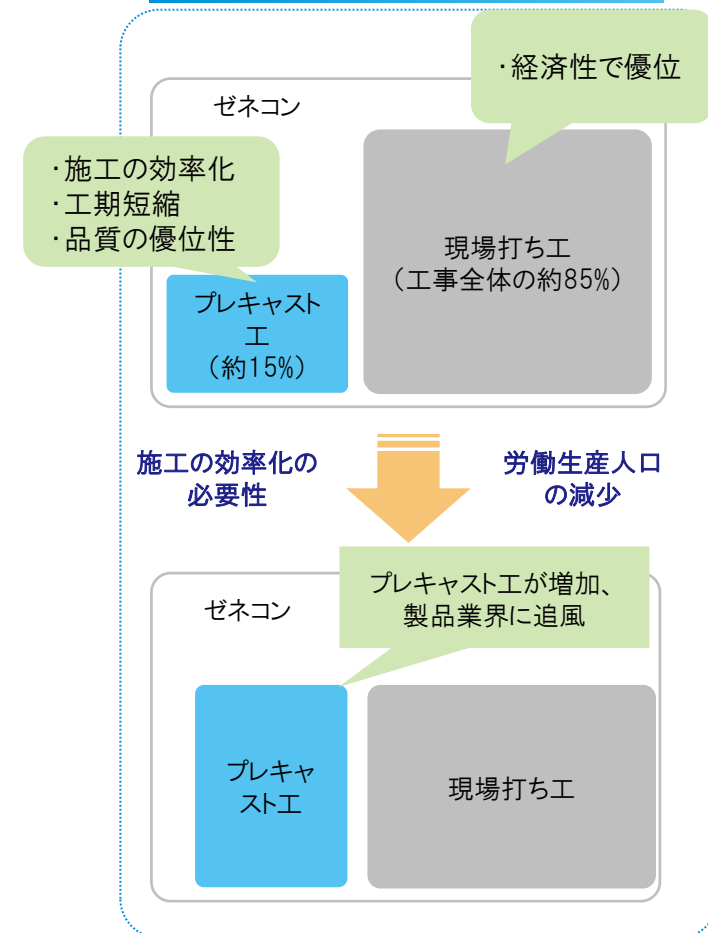 ・経済性で優位
ゼネコン
・施工の効率化
・工期短縮
・品質の優位性
現場打ち工
（工事全体の約85%）
プレキャスト
工
（約15%）
施工の効率化の
必要性
労働生産人口
の減少
プレキャスト工が増加、
製品業界に追風
ゼネコン
プレキャ
スト工
現場打ち工